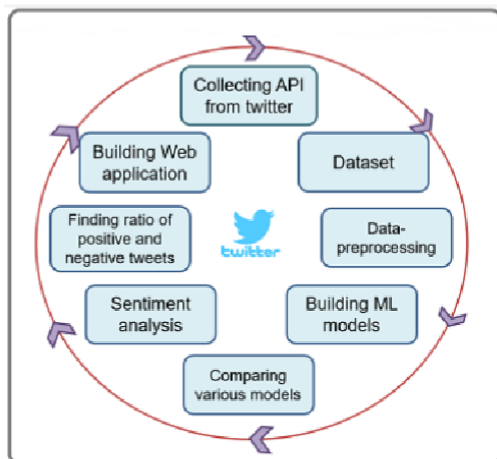 Collecting API
from twitter
Dataset
Data-
preprocessing
Building ML
models
Comparing
various models
Sentiment
analysis
Finding ratio of
positive and
negative tweets
Building Web
application
twitter